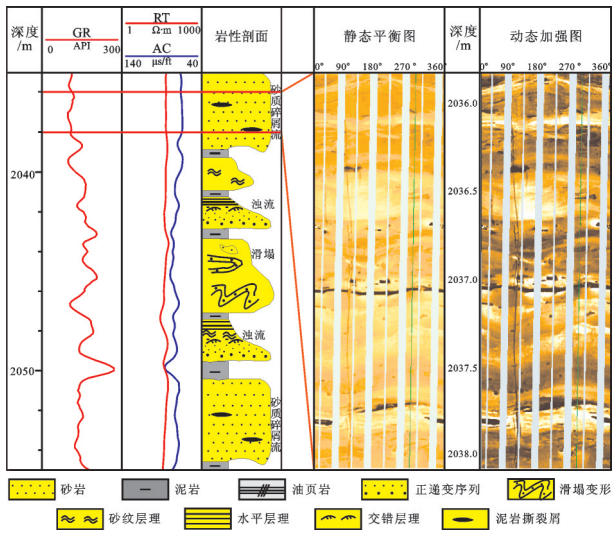 深度 /m
GR
0 API 300
RT
1 Ω·m 1000
AC
140 μs/ft 40
岩性剖面
静态平衡图
0° 90° 180° 270° 360°
深度 /m
动态加强图
0° 90° 180° 270° 360°
2040
2050
砂质碎屑流
浊流
滑塌
浊流
砂质碎屑流
2036.0
2036.5
2037.0
2037.5
2038.0
砂岩
泥岩
油页岩
正递变序列
滑塌变形
砂纹层理
水平层理
交错层理
泥岩撕裂屑